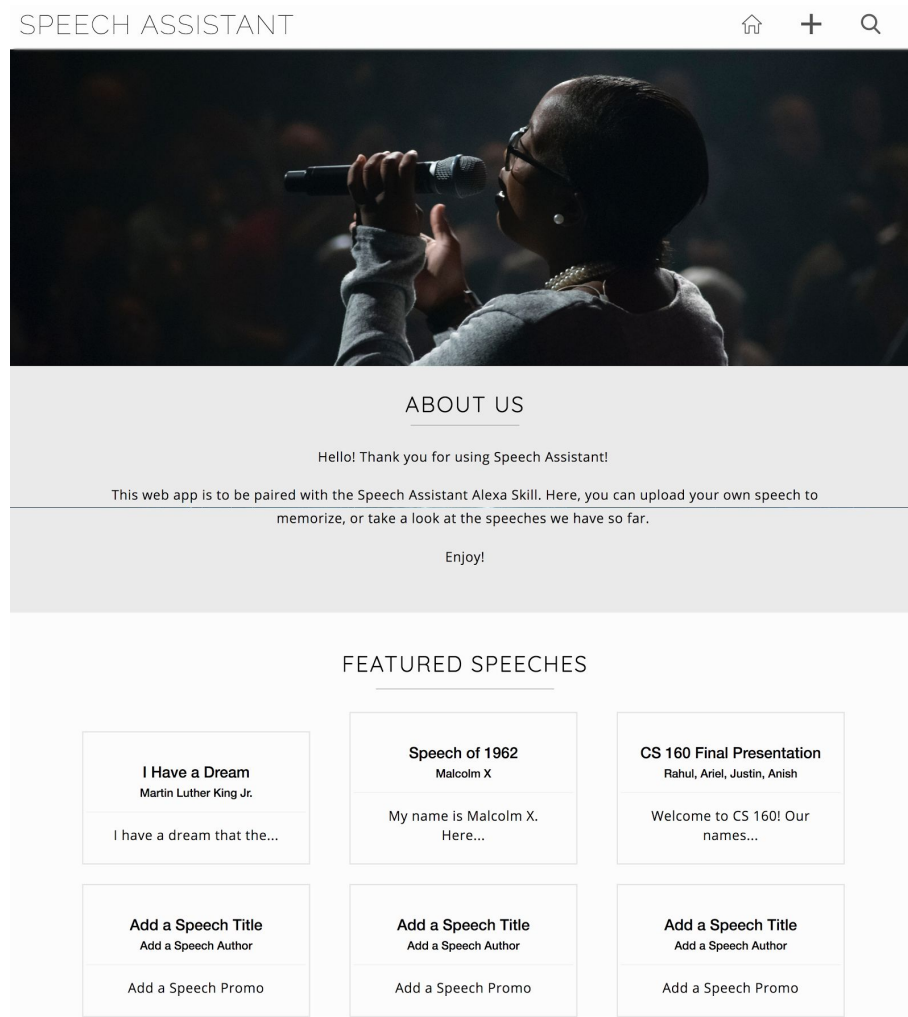 SPEECH ASSISTANT
ABOUT US
Hello! Thank you for using Speech Assistant!
This web app is to be paired with the Speech Assistant Alexa Skill. Here, you can upload your own speech to
memorize, or take a look at the speeches we have so far.
Enjoy!
FEATURED SPEECHES
I Have a Dream
Martin Luther King Jr.
I have a dream that the...
Speech of 1962
Malcolm X
My name is Malcolm X.
Here...
CS 160 Final Presentation
Rahul, Ariel, Justin, Anish
Welcome to CS 160! Our
names...
Add a Speech Title
Add a Speech Author
Add a Speech Promo
Add a Speech Title
Add a Speech Author
Add a Speech Promo
Add a Speech Title
Add a Speech Author
Add a Speech Promo